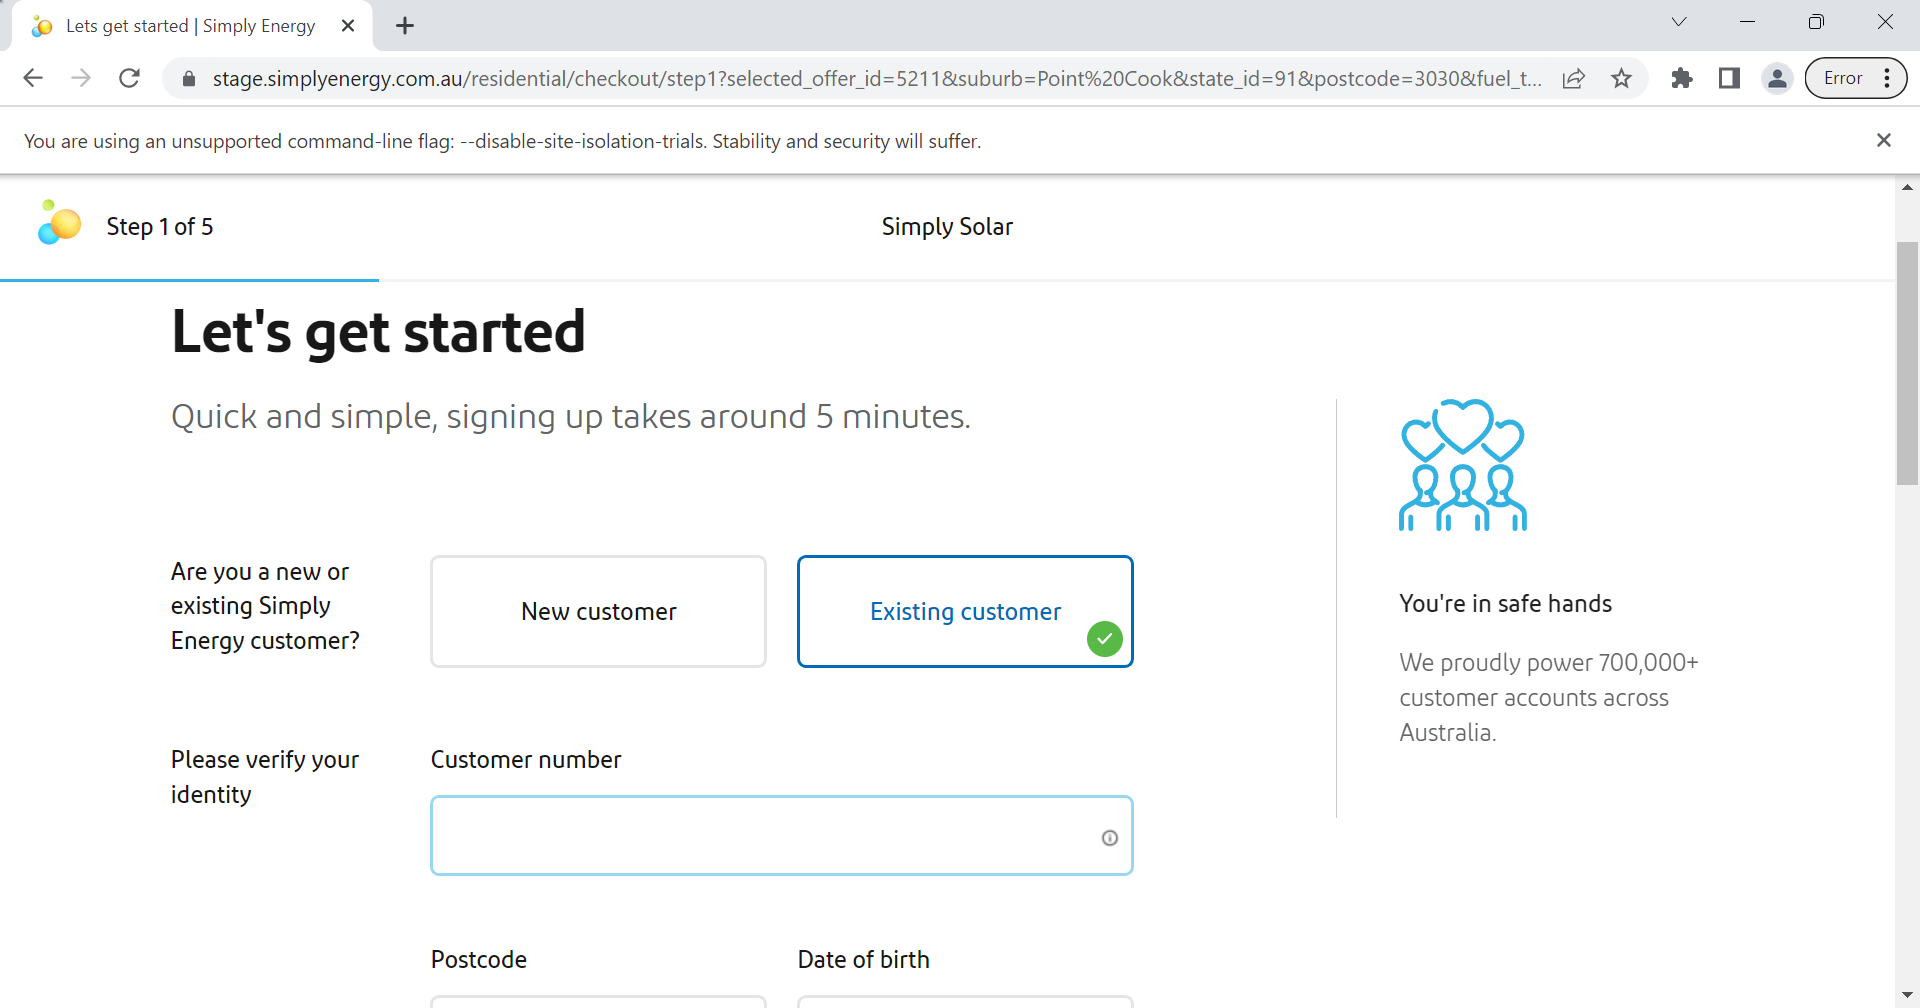 Lets get started | Simply Energy
stage.simplyenergy.com.au/residential/checkout/step1?selected_offer_id=5211&suburb=Point%20Cook&state_id=91&postcode=3030&fuel_t...
Error
You are using an unsupported command-line flag: --disable-site-isolation-trials. Stability and security will suffer.
Step 1 of 5
Simply Solar
Let's get started
Quick and simple, signing up takes around 5 minutes.
Are you a new or
existing Simply
Energy customer?
New customer
Existing customer
You're in safe hands
We proudly power 700,000+
customer accounts across
Australia.
Please verify your
identity
Customer number
Postcode
Date of birth